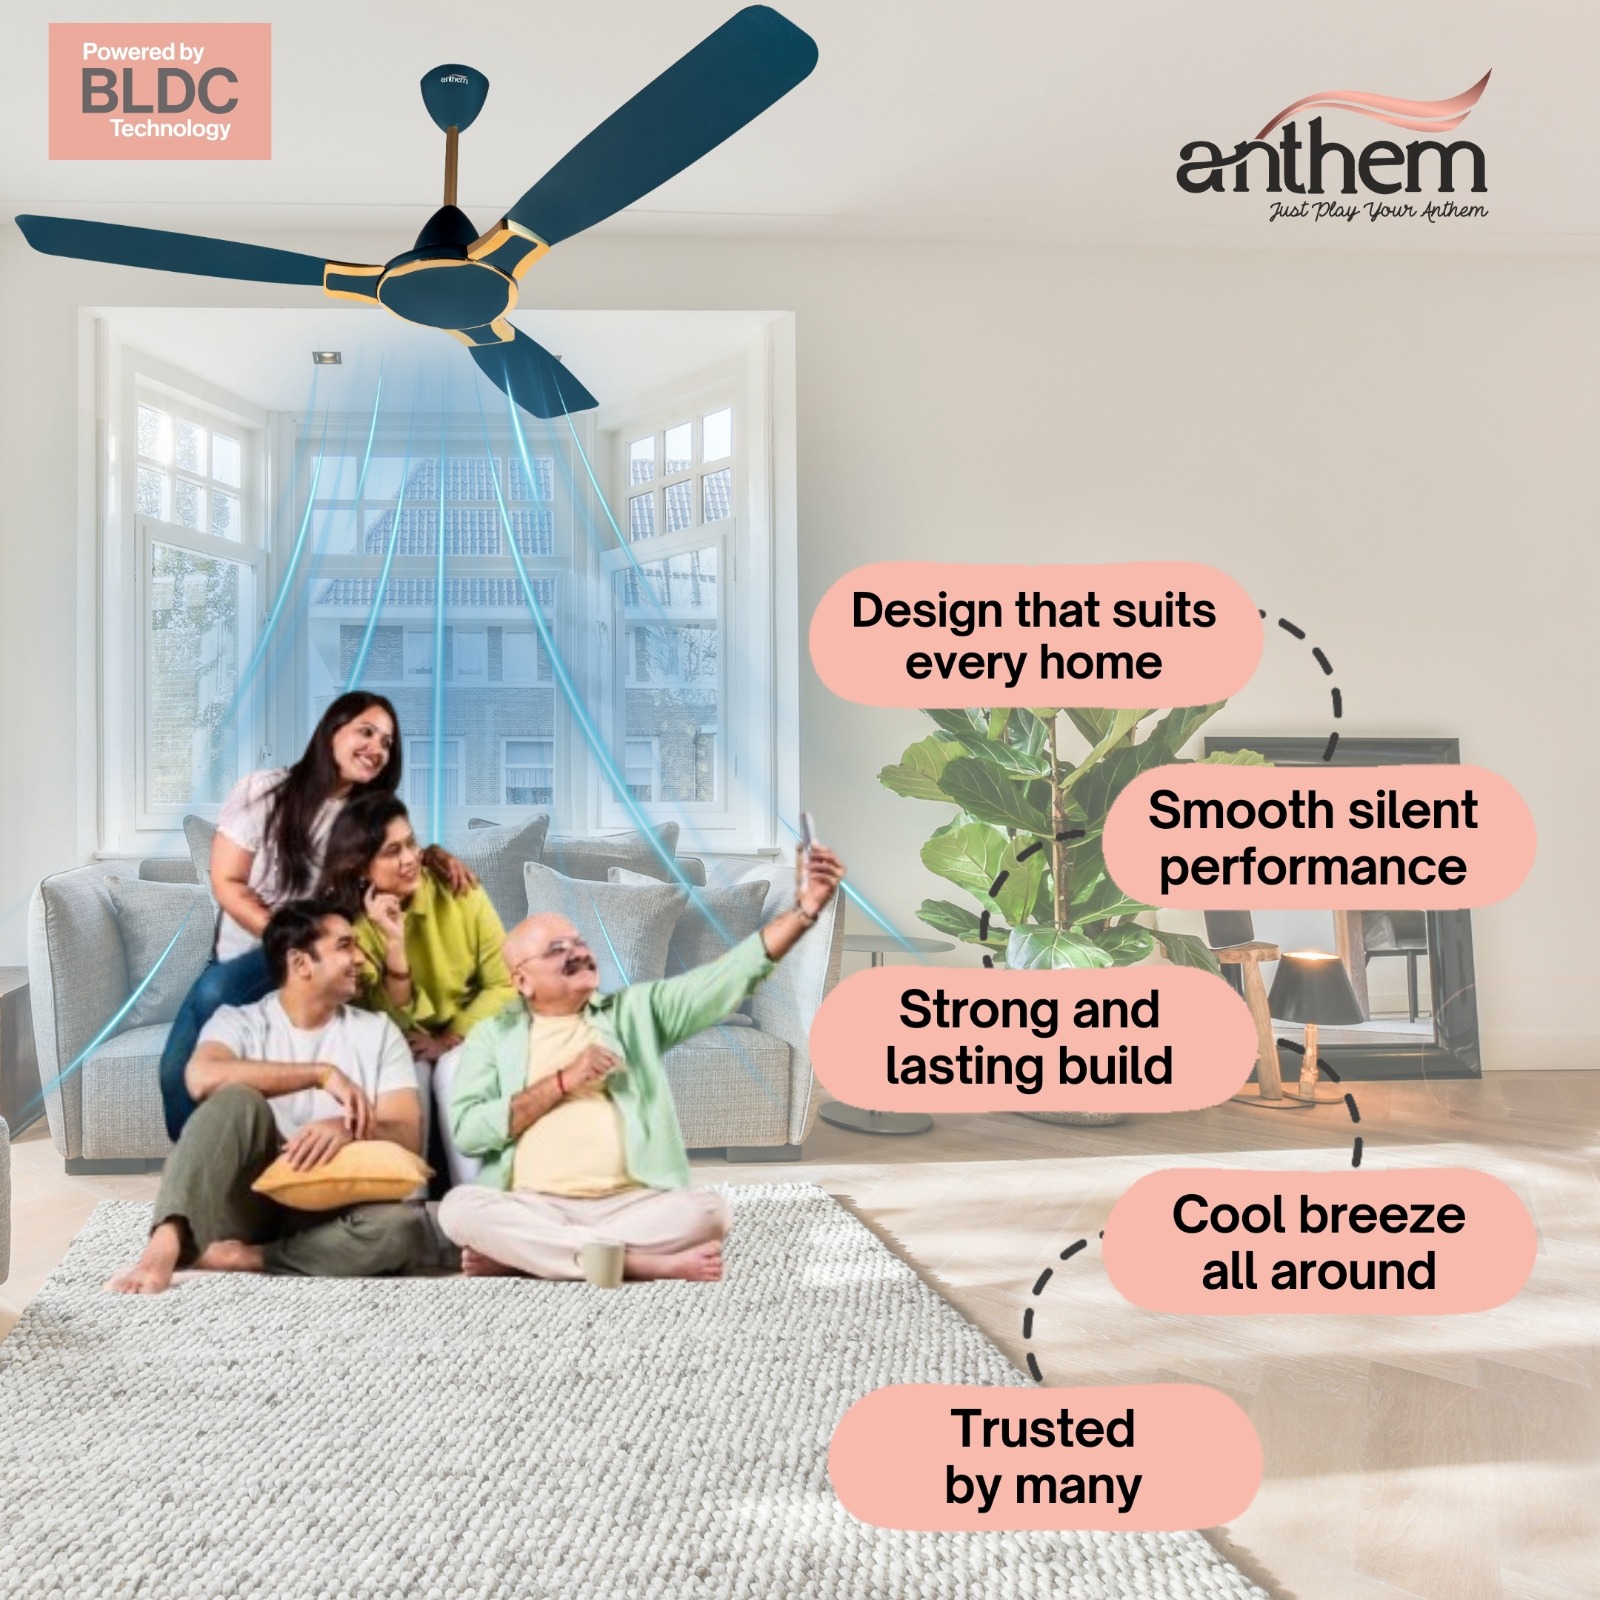 Powered by
BLDC
Technology
anthem
anthem
Just Play Your Anthem
Design that suits
every home
Smooth silent
performance
Strong and
lasting build
Cool breeze
all around
Trusted
by many